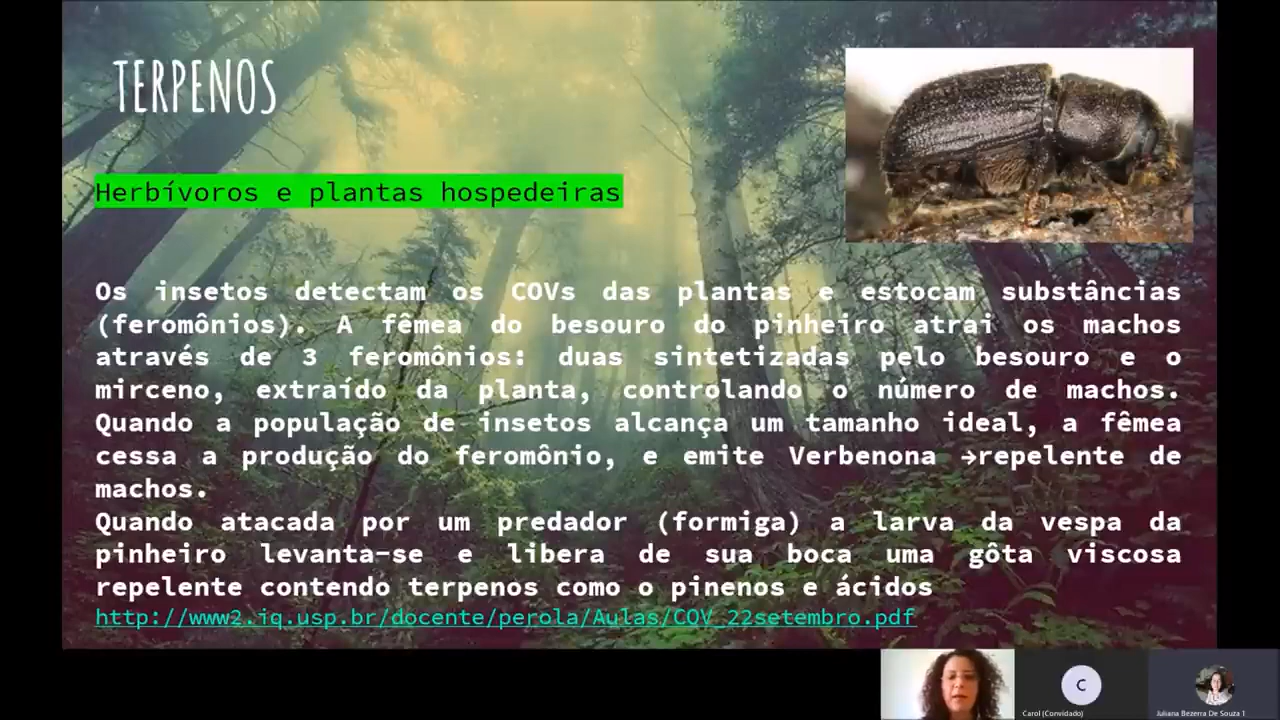 TERPENOS
Herbívoros e plantas hospedeiras
Os insetos detectam os COVs das plantas e estocam substâncias
(feromônios). A fêmea do besouro do pinheiro atrai os machos
através de 3 feromônios: duas sintetizadas pelo besouro e o
mirceno, extraído da planta, controlando o número de machos.
Quando a população de insetos alcança um tamanho ideal, a fêmea
cessa a produção do feromônio, e emite Verbenona →repelente de
machos.
Quando atacada por um predador (formiga) a larva da vespa da
pinheiro levanta-se e libera de sua boca uma gôta viscosa
repelente contendo terpenos como o pinenos e ácidos
http://www2.iq.usp.br/docente/perola/Aulas/COV_22setembro.pdf
C
Carol (Convidado)
Juliana Bezerra De Souza 1